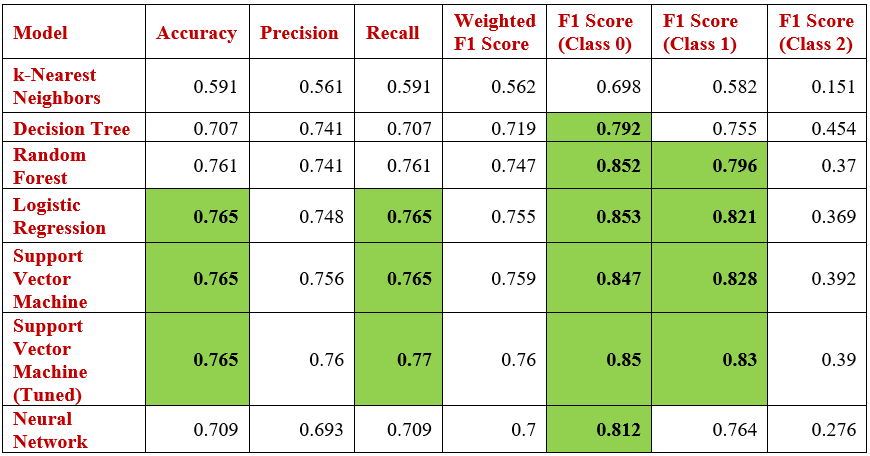 Model Accuracy Precision Recall Weighted F1 Score F1 Score (Class 0) F1 Score (Class 1) F1 Score (Class 2)
k-Nearest Neighbors 0.591 0.561 0.591 0.562 0.698 0.582 0.151
Decision Tree 0.707 0.741 0.707 0.719 0.792 0.755 0.454
Random Forest 0.761 0.741 0.761 0.747 0.852 0.796 0.37
Logistic Regression 0.765 0.748 0.765 0.755 0.853 0.821 0.369
Support Vector Machine 0.765 0.756 0.765 0.759 0.847 0.828 0.392
Support Vector Machine (Tuned) 0.765 0.76 0.77 0.76 0.85 0.83 0.39
Neural Network 0.709 0.693 0.709 0.7 0.812 0.764 0.276